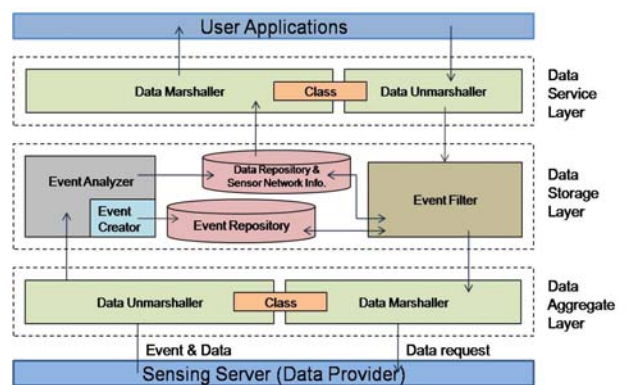 User Applications
Data Marshaller
Class
Data Unmarshaller
Data
Service
Layer
Event Analyzer
Event
Creator
Data Repository &
Sensor Network Info.
Event Repository
Event Filter
Data
Storage
Layer
Data Unmarshaller
Class
Data Marshaller
Data
Aggregate
Layer
Event & Data
Data request
Sensing Server (Data Provider)